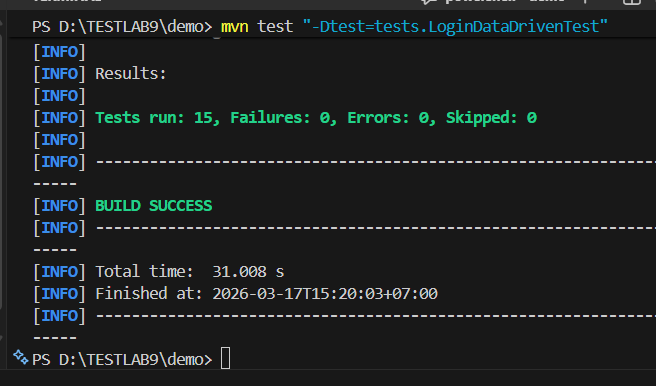 PS D:\TESTLAB9\demo> mvn test "-Dtest=tests.LoginDataDrivenTest"
[INFO]
[INFO] Results:
[INFO]
[INFO] Tests run: 15, Failures: 0, Errors: 0, Skipped: 0
[INFO]
[INFO] ------------------------------------------------------------------
-----
[INFO] BUILD SUCCESS
[INFO] ------------------------------------------------------------------
-----
[INFO] Total time:  31.008 s
[INFO] Finished at: 2026-03-17T15:20:03+07:00
[INFO] ------------------------------------------------------------------
-----
PS D:\TESTLAB9\demo>